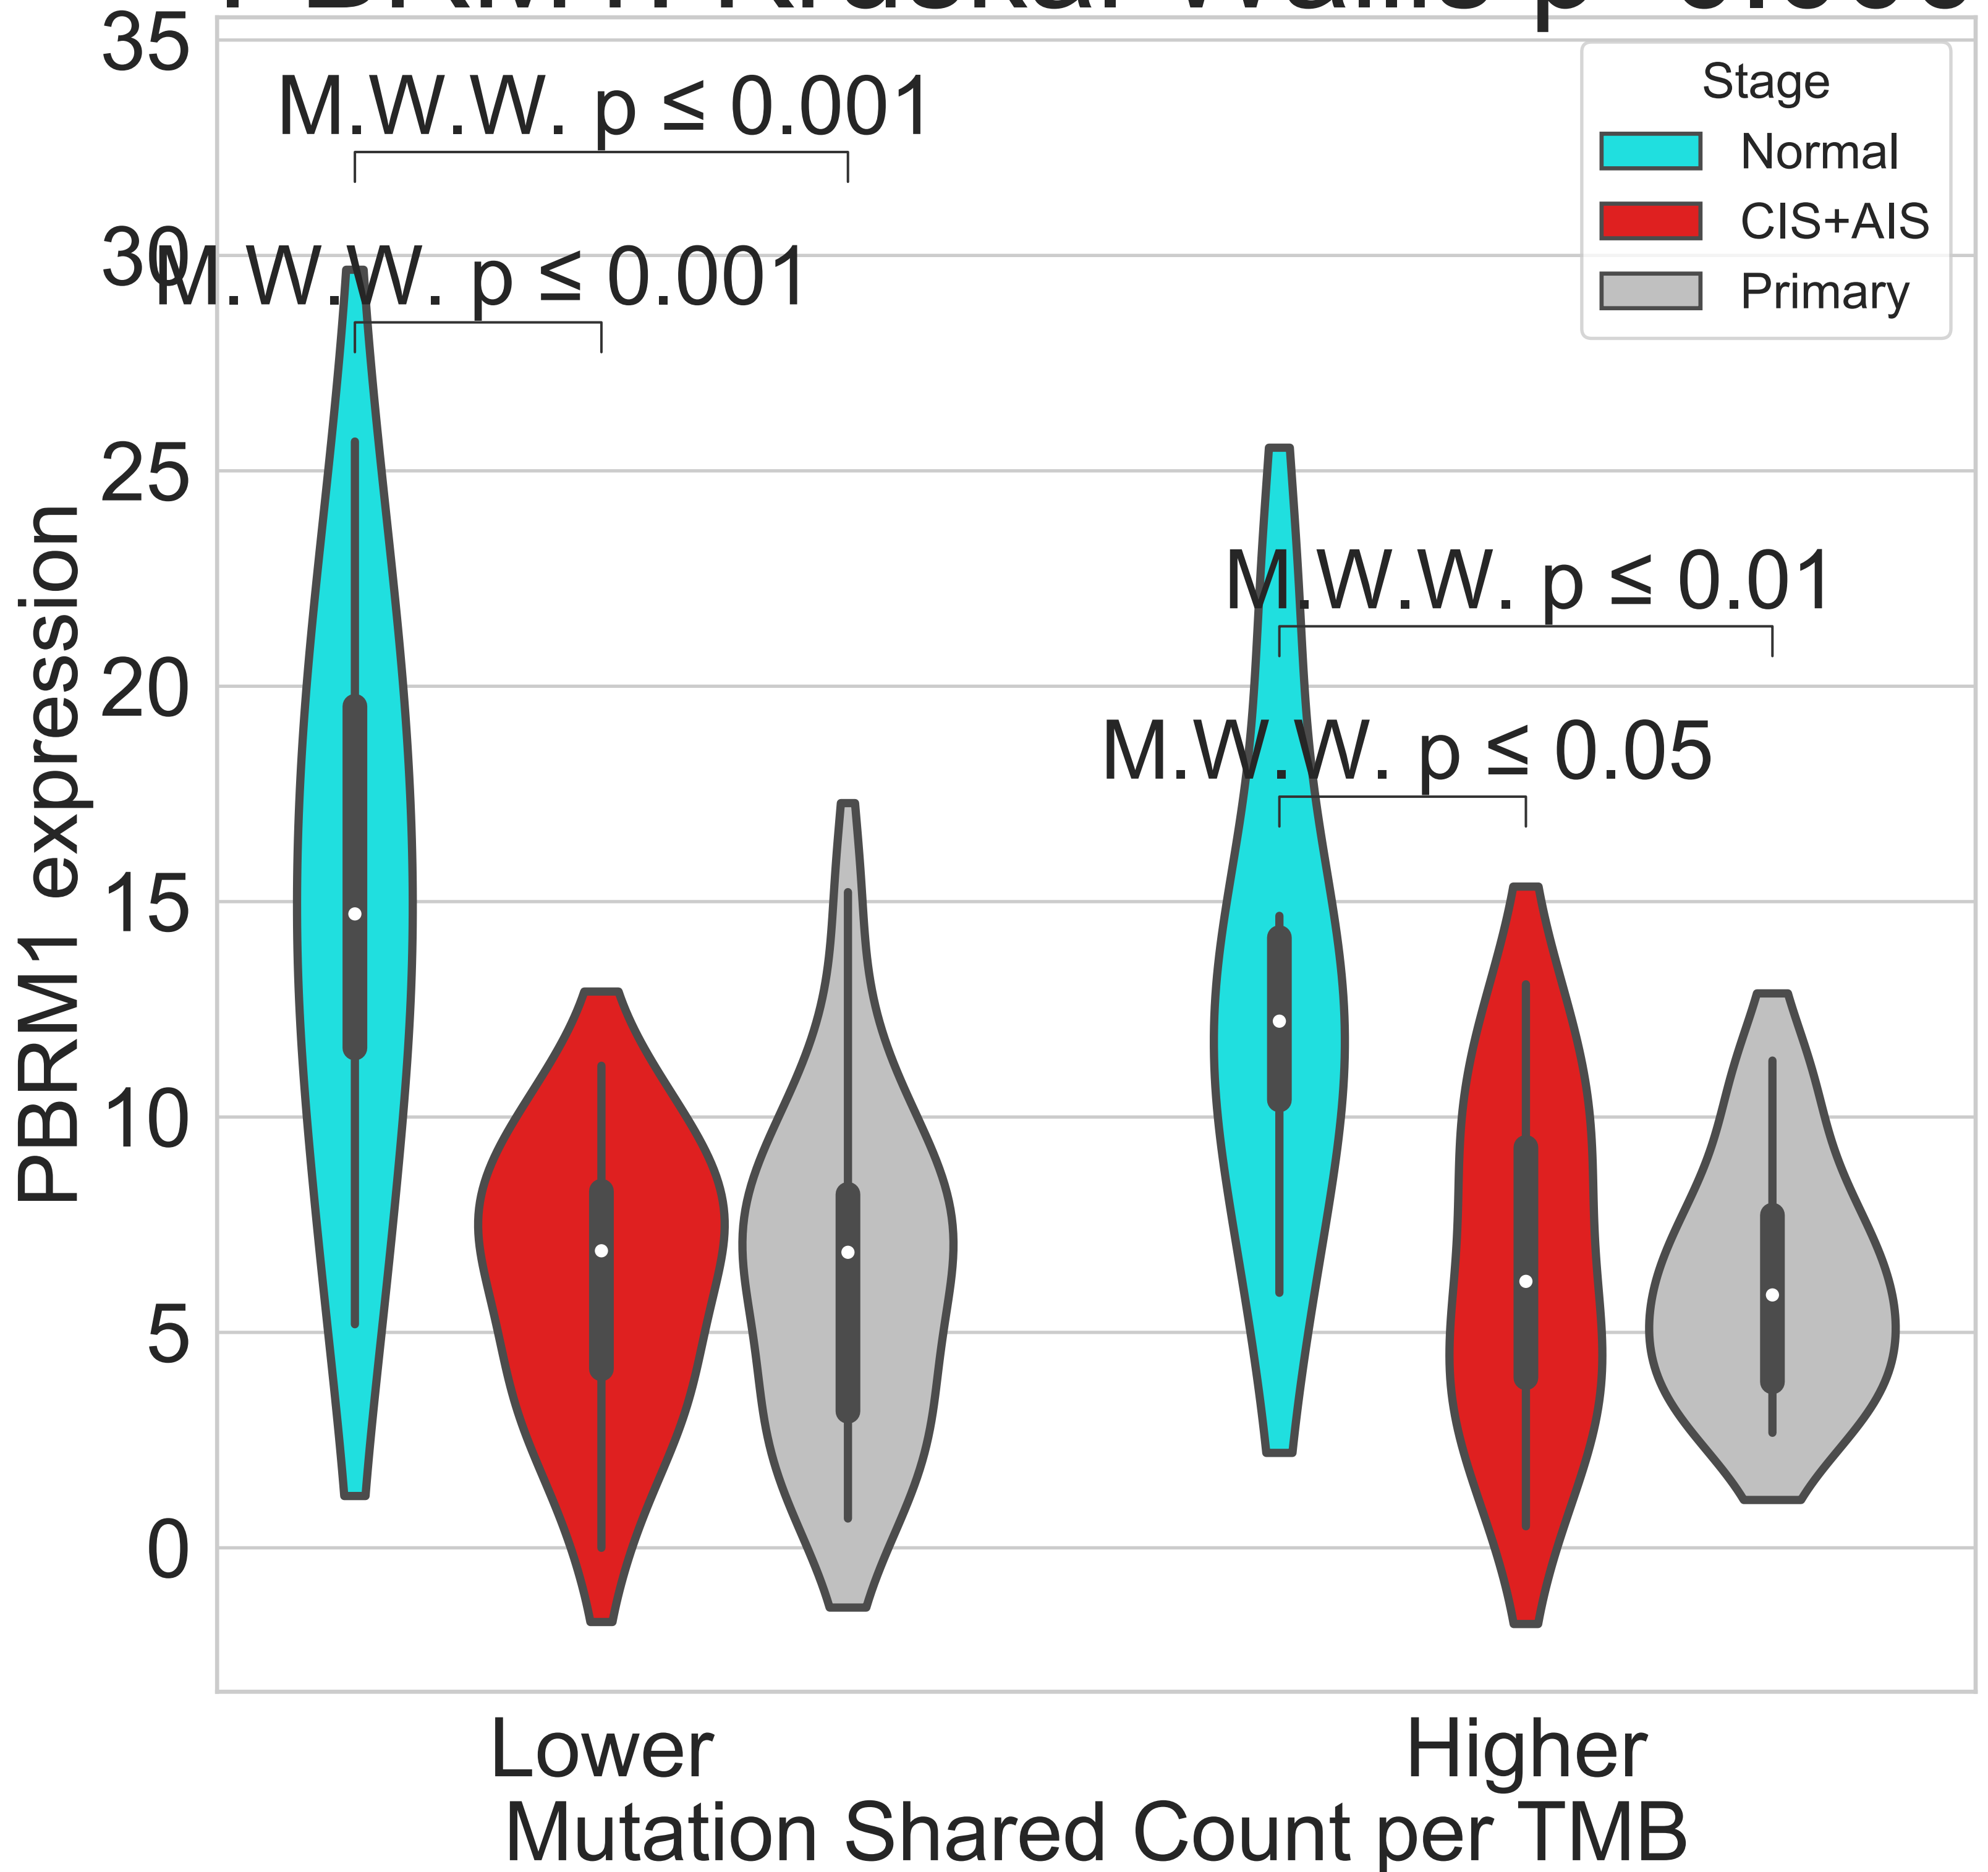 35
30
25
20
15
10
5
0
PBRM1 expression
M.W.W. p ≤ 0.001
M.W.W. p ≤ 0.001
M.W.W. p ≤ 0.01
M.W.W. p ≤ 0.05
Stage
Normal
CIS+AIS
Primary
Lower
Higher
Mutation Shared Count per TMB